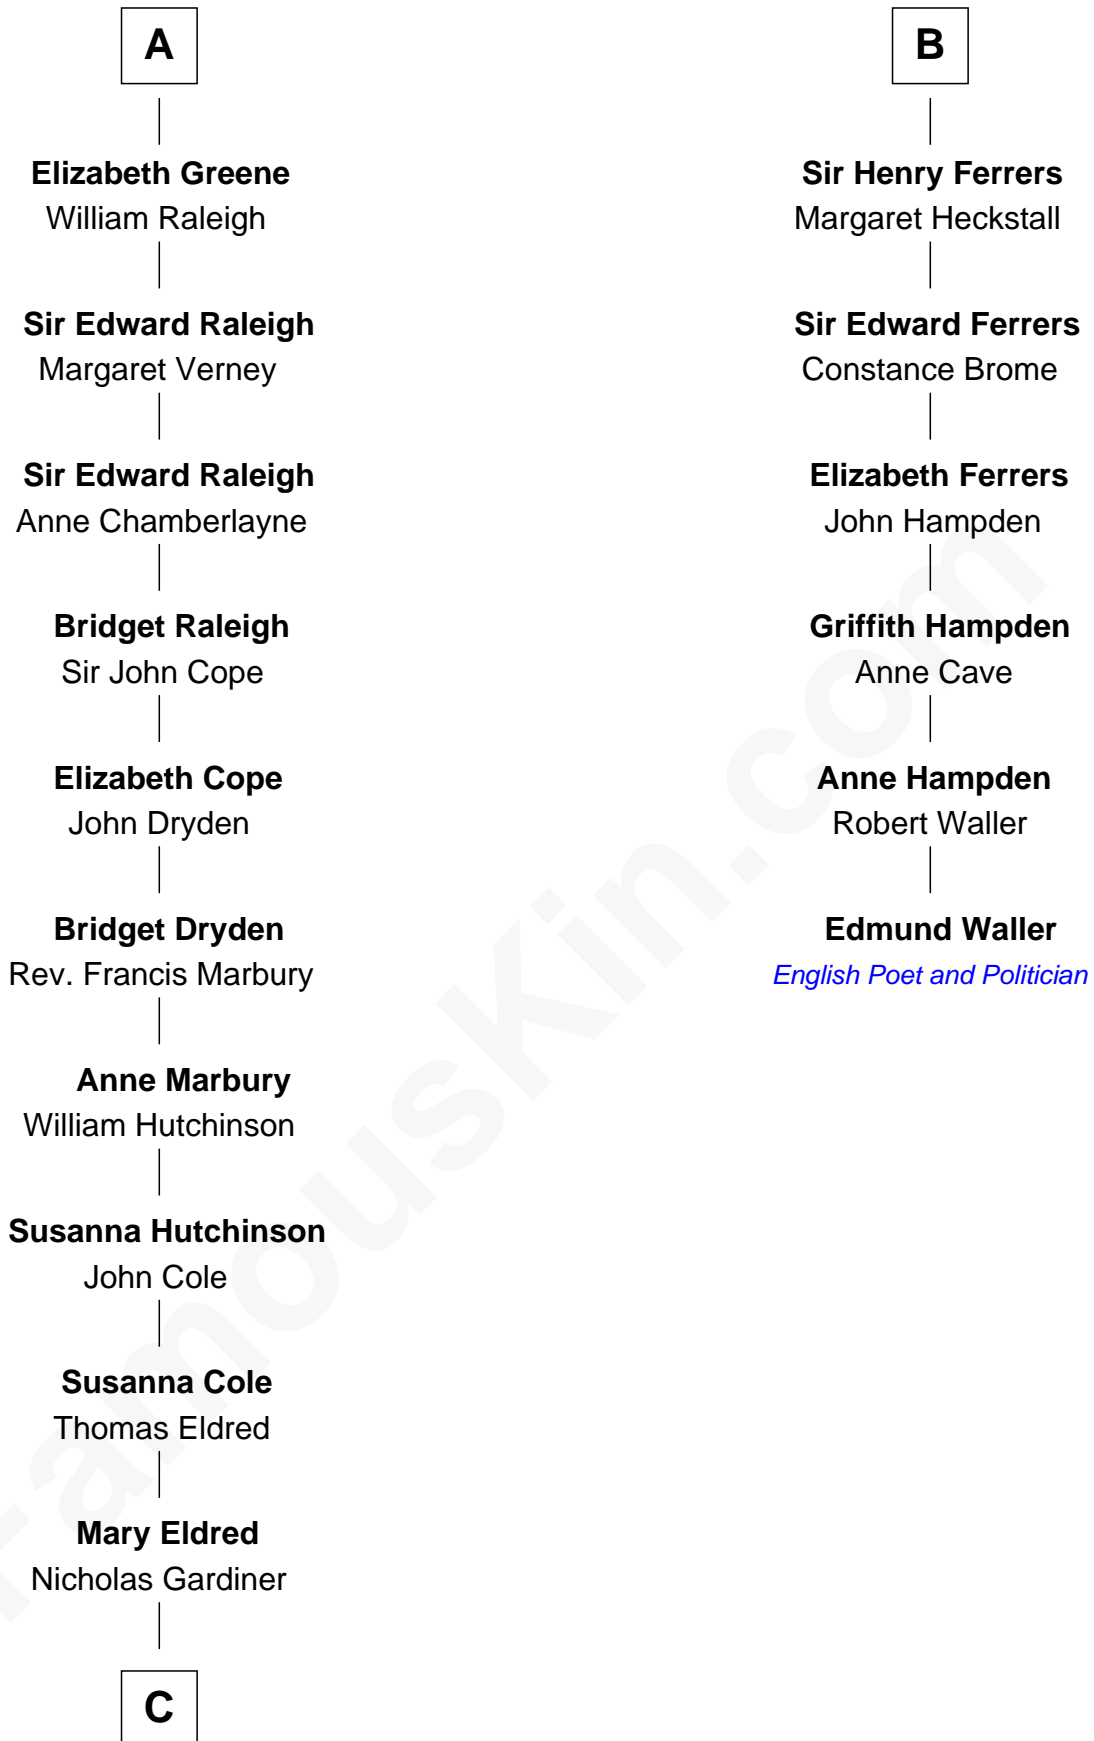 A
Elizabeth Greene
William Raleigh
Sir Edward Raleigh
Margaret Verney
Sir Edward Raleigh
Anne Chamberlayne
Bridget Raleigh
Sir John Cope
Elizabeth Cope
John Dryden
Bridget Dryden
Rev. Francis Marbury
Anne Marbury
William Hutchinson
Susanna Hutchinson
John Cole
Susanna Cole
Thomas Eldred
Mary Eldred
Nicholas Gardiner
C
B
Sir Henry Ferrers
Margaret Heckstall
Sir Edward Ferrers
Constance Brome
Elizabeth Ferrers
John Hampden
Griffith Hampden
Anne Cave
Anne Hampden
Robert Waller
Edmund Waller
English Poet and Politician
FamousKin.com